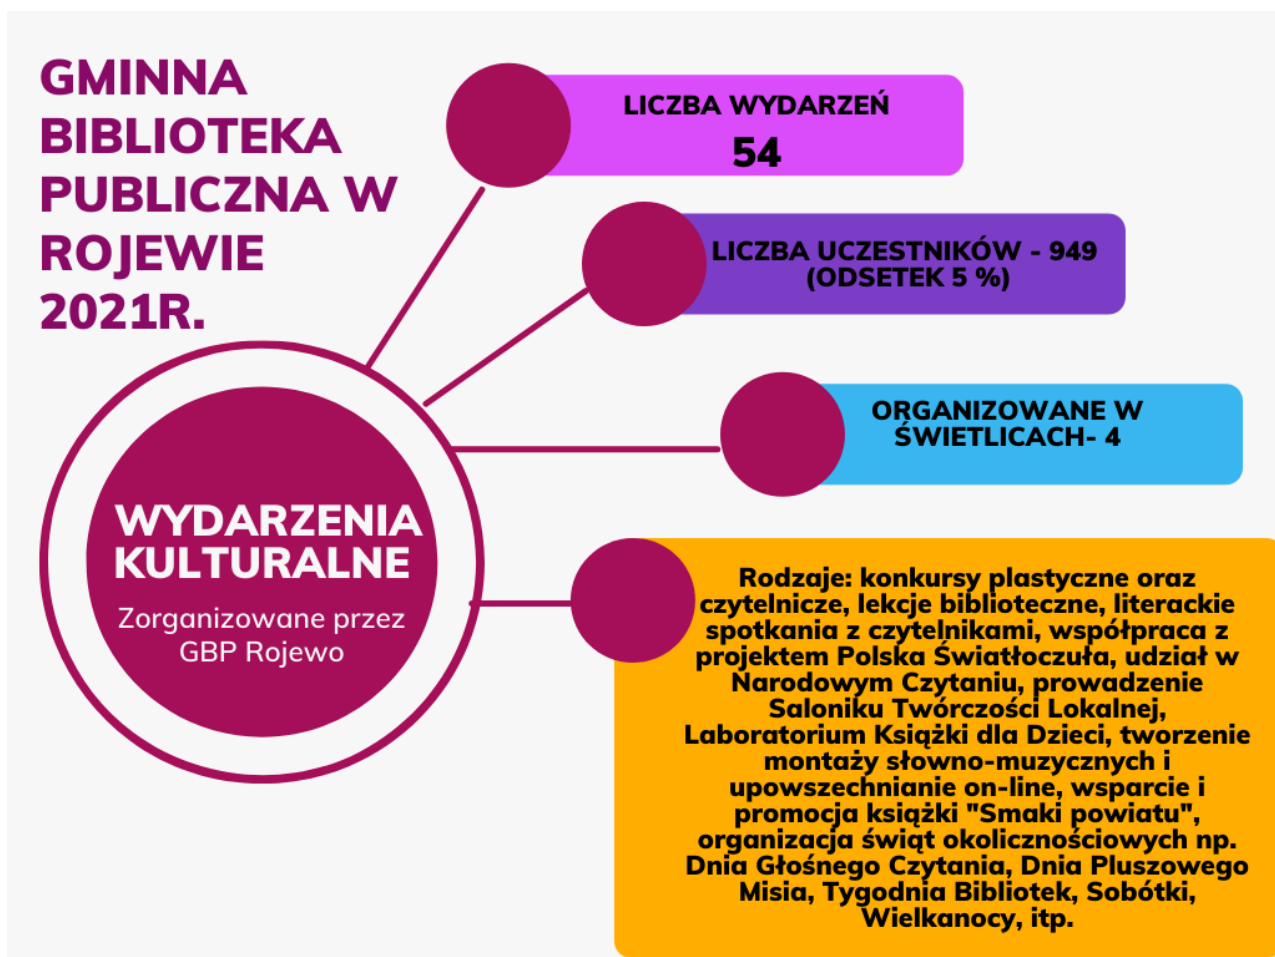 GMINNA
BIBLIOTEKA
PUBLICZNA W
ROJEWIE
2021R.
LICZBA WYDARZEŃ
54
LICZBA UCZESTNIKÓW - 949
(ODSETEK 5 %)
ORGANIZOWANE W
ŚWIETLICACH- 4
WYDARZENIA
KULTURALNE
Zorganizowane przez
GBP Rojewo
Rodzaje: konkursy plastyczne oraz
czytelnicze, lekcje biblioteczne, literackie
spotkania z czytelnikami, współpraca z
projektem Polska Światłoczuła, udział w
Narodowym Czytaniu, prowadzenie
Saloniku Twórczości Lokalnej,
Laboratorium Książki dla Dzieci, tworzenie
montaży słowno-muzycznych i
upowszechnianie on-line, wsparcie i
promocja książki "Smaki powiatu",
organizacja świąt okolicznościowych np.
Dnia Głośnego Czytania, Dnia Pluszowego
Misia, Tygodnia Bibliotek, Sobótki,
Wielkanocy, itp.